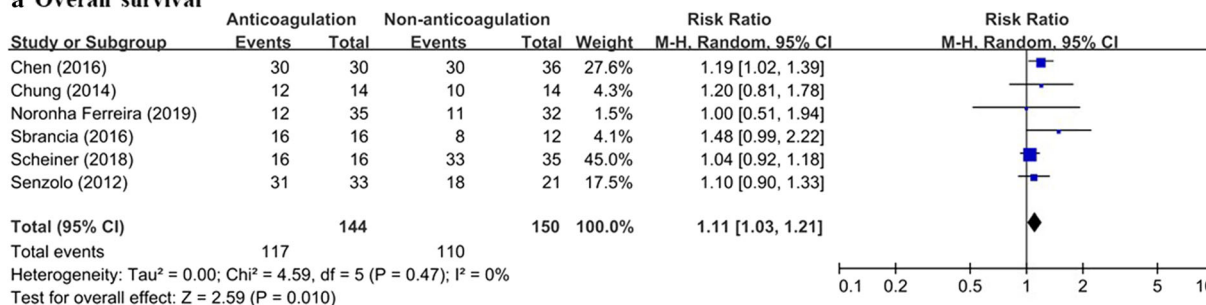 a Overall survival
Anticoagulation Non-anticoagulation Risk Ratio Risk Ratio
Study or Subgroup Events Total Events Total Weight M-H, Random, 95% CI M-H, Random, 95% CI
Chen (2016) 30 30 30 36 27.6% 1.19 [1.02, 1.39]
Chung (2014) 12 14 10 14 4.3% 1.20 [0.81, 1.78]
Noronha Ferreira (2019) 12 35 11 32 1.5% 1.00 [0.51, 1.94]
Sbrancia (2016) 16 16 8 12 4.1% 1.48 [0.99, 2.22]
Scheiner (2018) 16 16 33 35 45.0% 1.04 [0.92, 1.18]
Senzolo (2012) 31 33 18 21 17.5% 1.10 [0.90, 1.33]
Total (95% CI) 144 150 100.0% 1.11 [1.03, 1.21]
Total events 117 110
Heterogeneity: Tau² = 0.00; Chi² = 4.59, df = 5 (P = 0.47); I² = 0%
Test for overall effect: Z = 2.59 (P = 0.010)
0.1 0.2 0.5 1 2 5 10